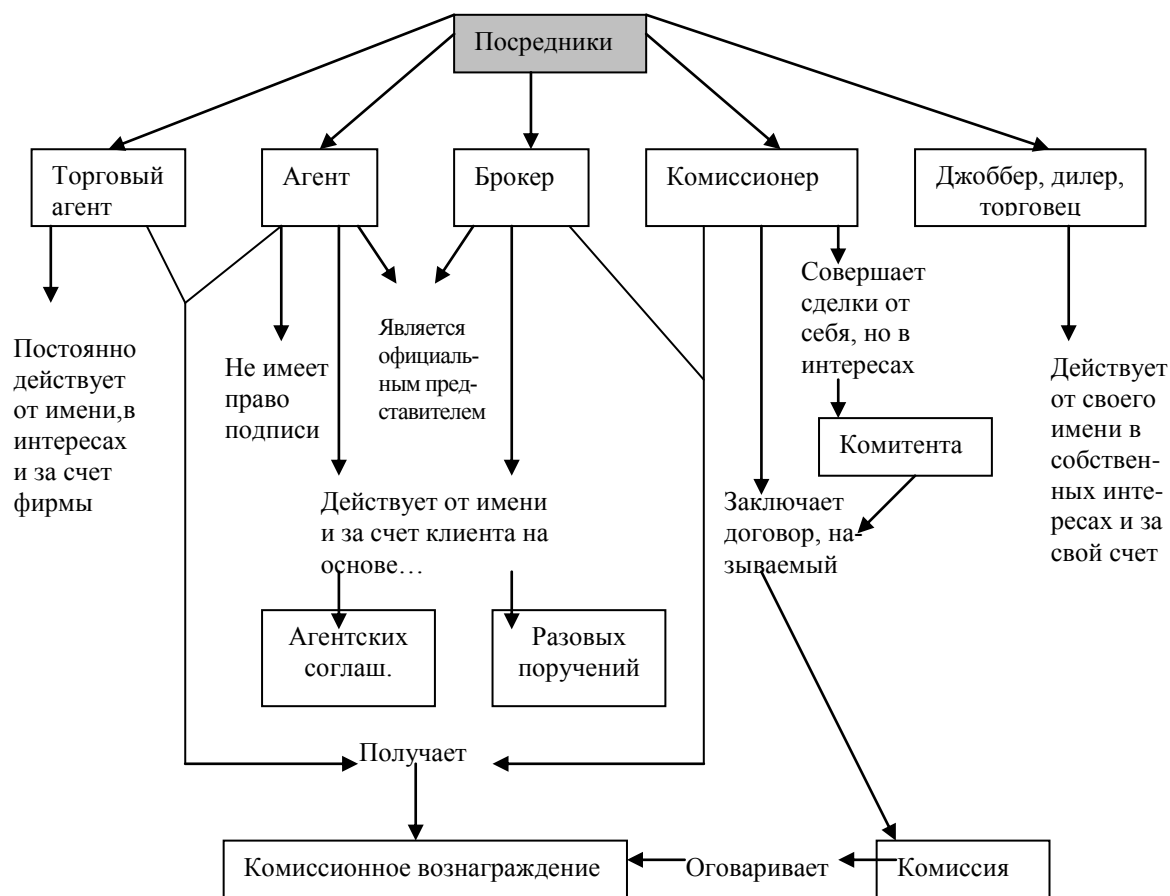 Посредники
Торговый
агент
Агент
Брокер
Комиссионер
Джоббер, дилер,
торговец
Постоянно
действует
от имени,в
интересах
и за счет
фирмы
Не имеет
право
подписи
Является
официаль-
ным пред-
ставителем
Совершает
сделки от
себя, но в
интересах
Комитента
Действует
от своего
имени в
собствен-
ных инте-
ресах и за
свой счет
Действует от имени
и за счет клиента на
основе…
Заключает
договор, на-
зываемый
Агентских
соглаш.
Разовых
поручений
Получает
Комиссионное вознаграждение
Оговаривает
Комиссия